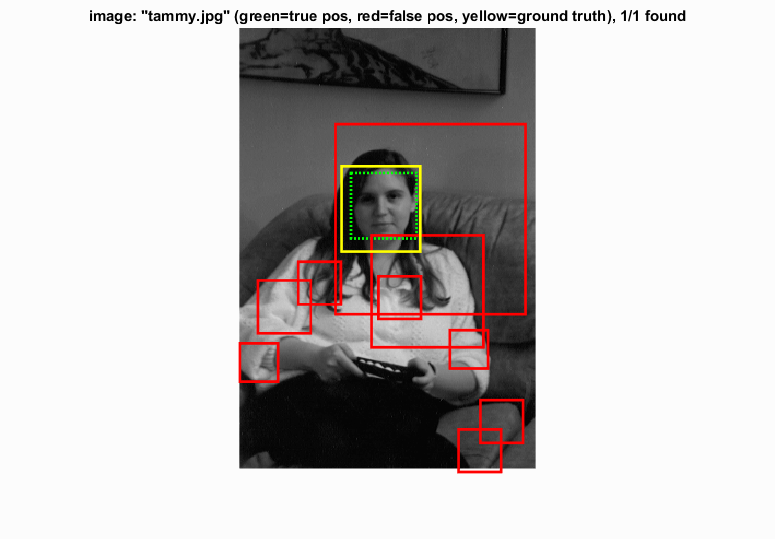 image: "tammy.jpg" (green=true pos, red=false pos, yellow=ground truth), 1/1 found